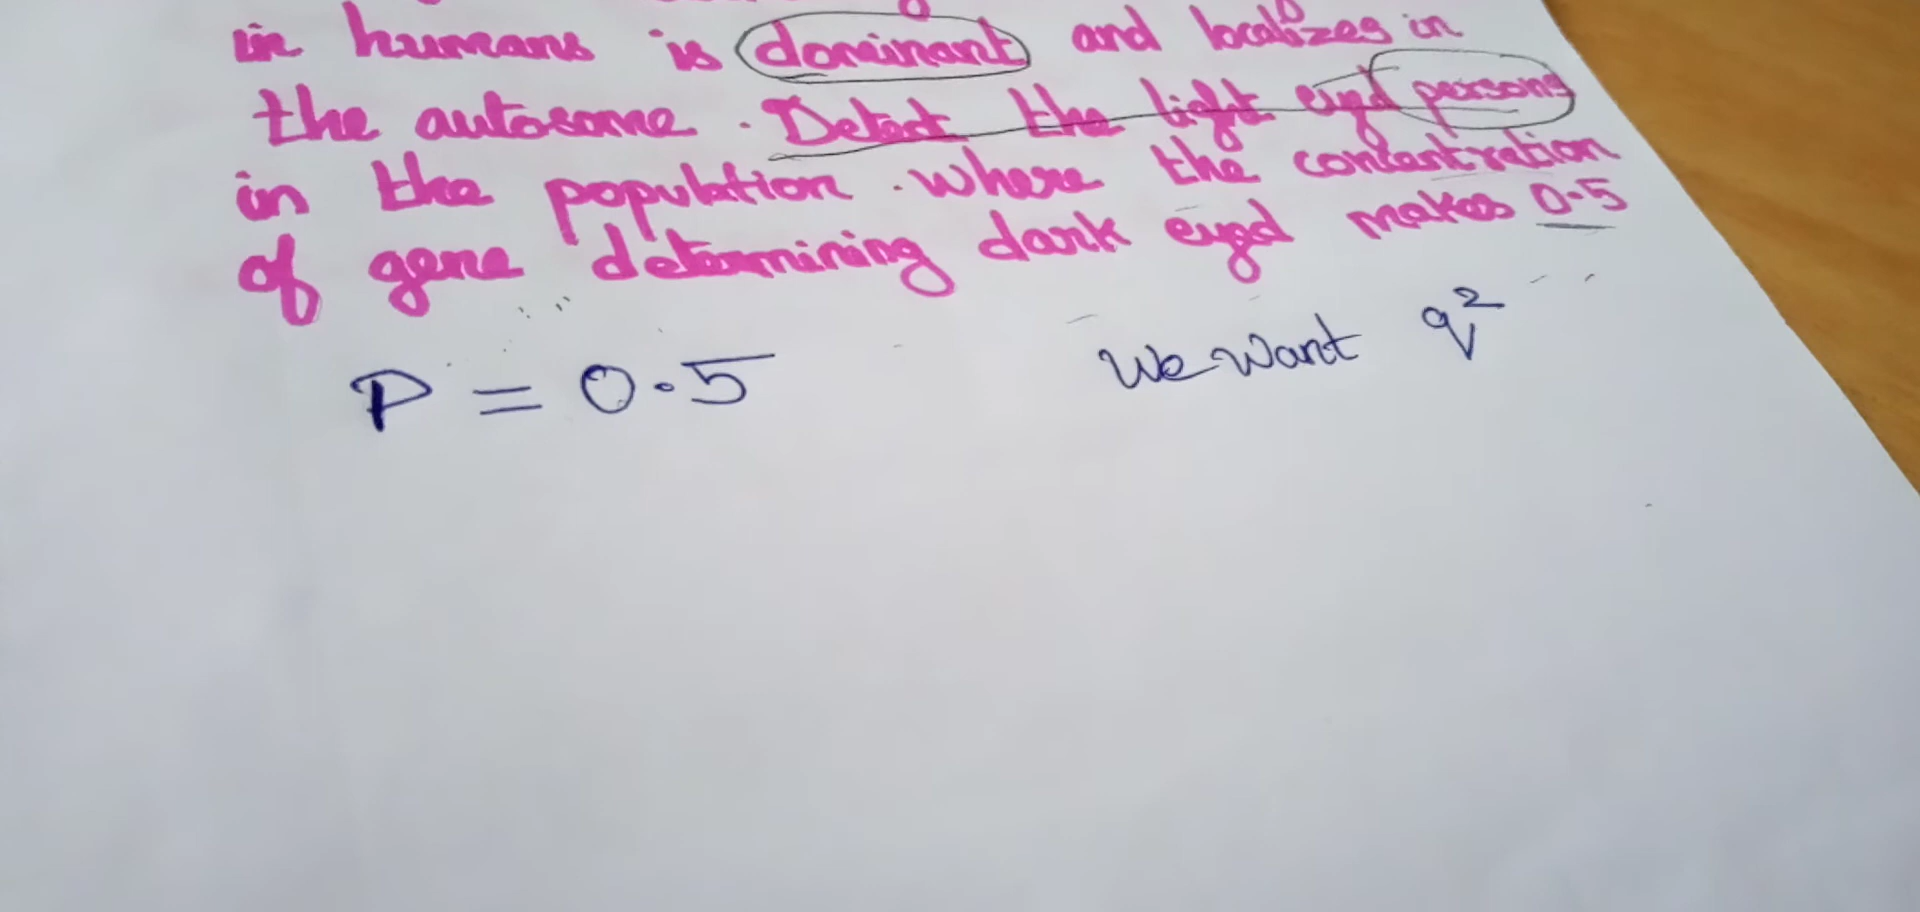 in humans is dominant and localizes in
the autosome. Detect the light eyed persons
in the population. where the concentration
of gene determining dark eyed makes 0.5
P = 0.5 We want q²